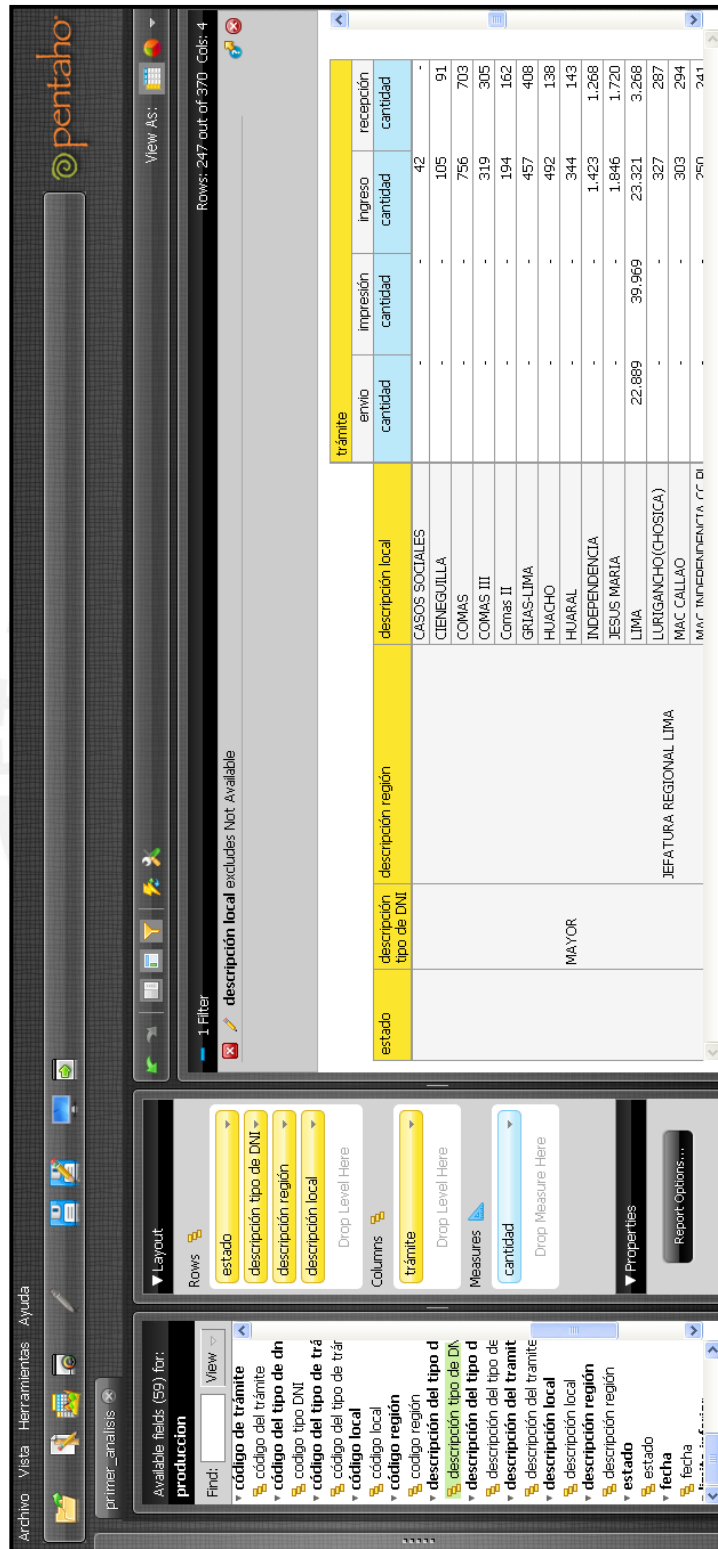 Archivo Vista Herramientas Ayuda
pentaho
primer_analisis
Available fields (59) for:
produccion
Find:
View
código de trámite
código del trámite
código del tipo de dn
codigo tipo DNI
código del tipo de trá
código del tipo de trár
código local
código local
código región
codigo región
descripción del tipo d
descripción tipo de DN
descripción del tipo d
descripción del tipo de
descripción del tramit
descripción del tramite
descripción local
descripción local
descripción región
descripción región
estado
estado
fecha
fecha
Layout
Rows
estado
descripción tipo de DNI
descripción región
descripción local
Drop Level Here
Columns
trámite
Drop Level Here
Measures
cantidad
Drop Measure Here
Properties
Report Options...
View As:
1 Filter
Rows: 247 out of 370 Cols: 4
descripción local excludes Not Available
trámite
envio impresión ingreso recepción
estado descripción tipo de DNI descripción región descripción local cantidad cantidad cantidad cantidad
MAYOR
JEFATURA REGIONAL LIMA
CASOS SOCIALES - - 42 -
CIENEGUILLA - - 105 91
COMAS - - 756 703
COMAS III - - 319 305
Comas II - - 194 162
GRIAS-LIMA - - 457 408
HUACHO - - 492 138
HUARAL - - 344 143
INDEPENDENCIA - - 1.423 1.268
JESUS MARIA - - 1.846 1.720
LIMA 22.889 39.969 23.321 3.268
LURIGANCHO(CHOSICA) - - 327 287
MAC CALLAO - - 303 294
MAC INDEPENDENCIA CC - - 250 241